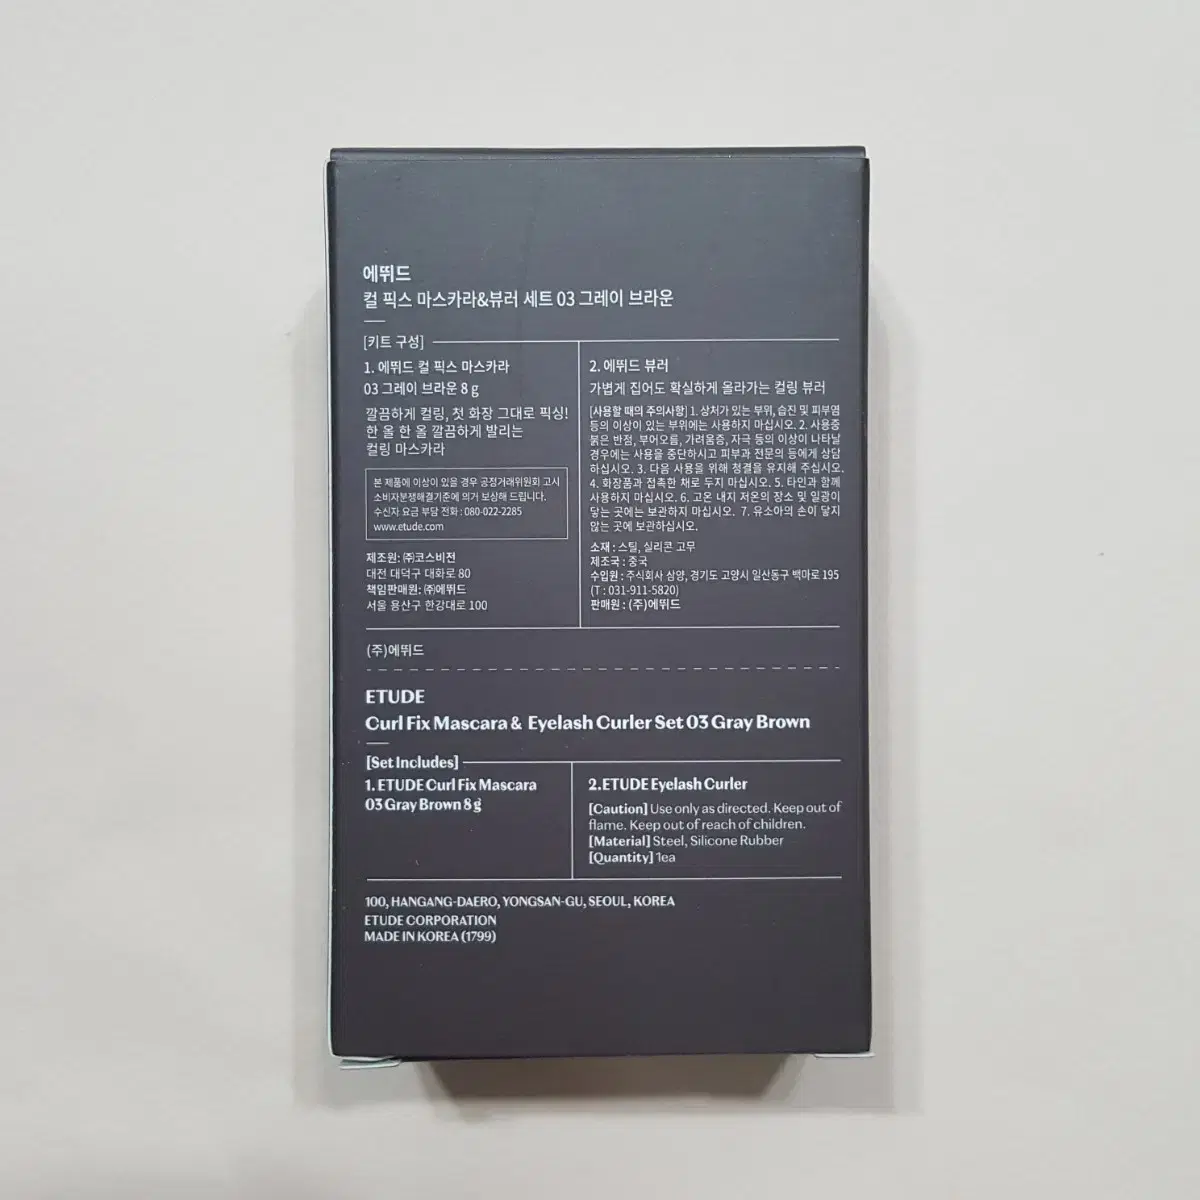 에뛰드
컬 픽스 마스카라&뷰러 세트 03 그레이 브라운
[키트 구성]
1. 에뛰드 컬 픽스 마스카라
03 그레이 브라운 8 g
깔끔하게 컬링, 첫 화장 그대로 픽싱!
한 올 한 올 깔끔하게 발리는
컬링 마스카라
본 제품에 이상이 있을 경우 공정거래위원회 고시
소비자분쟁해결기준에 의거 보상해 드립니다.
수신자 요금 부담 전화 : 080-022-2285
www.etude.com
제조원: ㈜코스비전
대전 대덕구 대화로 80
책임판매원: ㈜에뛰드
서울 용산구 한강대로 100
2. 에뛰드 뷰러
가볍게 집어도 확실하게 올라가는 컬링 뷰러
[사용할 때의 주의사항] 1. 상처가 있는 부위, 습진 및 피부염
등의 이상이 있는 부위에는 사용하지 마십시오. 2. 사용중
붉은 반점, 부어오름, 가려움증, 자극 등의 이상이 나타날
경우에는 사용을 중단하시고 피부과 전문의 등에게 상담
하십시오. 3. 다음 사용을 위해 청결을 유지해 주십시오.
4. 화장품과 접촉한 채로 두지 마십시오. 5. 타인과 함께
사용하지 마십시오. 6. 고온 내지 저온의 장소 및 일광이
닿는 곳에는 보관하지 마십시오. 7. 유소아의 손이 닿지
않는 곳에 보관하십시오.
소재 : 스틸, 실리콘 고무
제조국 : 중국
수입원 : 주식회사 삼양, 경기도 고양시 일산동구 백마로 195
(T : 031-911-5820)
판매원 : (주)에뛰드
(주)에뛰드
ETUDE
Curl Fix Mascara & Eyelash Curler Set 03 Gray Brown
[Set Includes]
1. ETUDE Curl Fix Mascara
03 Gray Brown 8 g
2.ETUDE Eyelash Curler
[Caution] Use only as directed. Keep out of
flame. Keep out of reach of children.
[Material] Steel, Silicone Rubber
[Quantity] 1ea
100, HANGANG-DAERO, YONGSAN-GU, SEOUL, KOREA
ETUDE CORPORATION
MADE IN KOREA (1799)